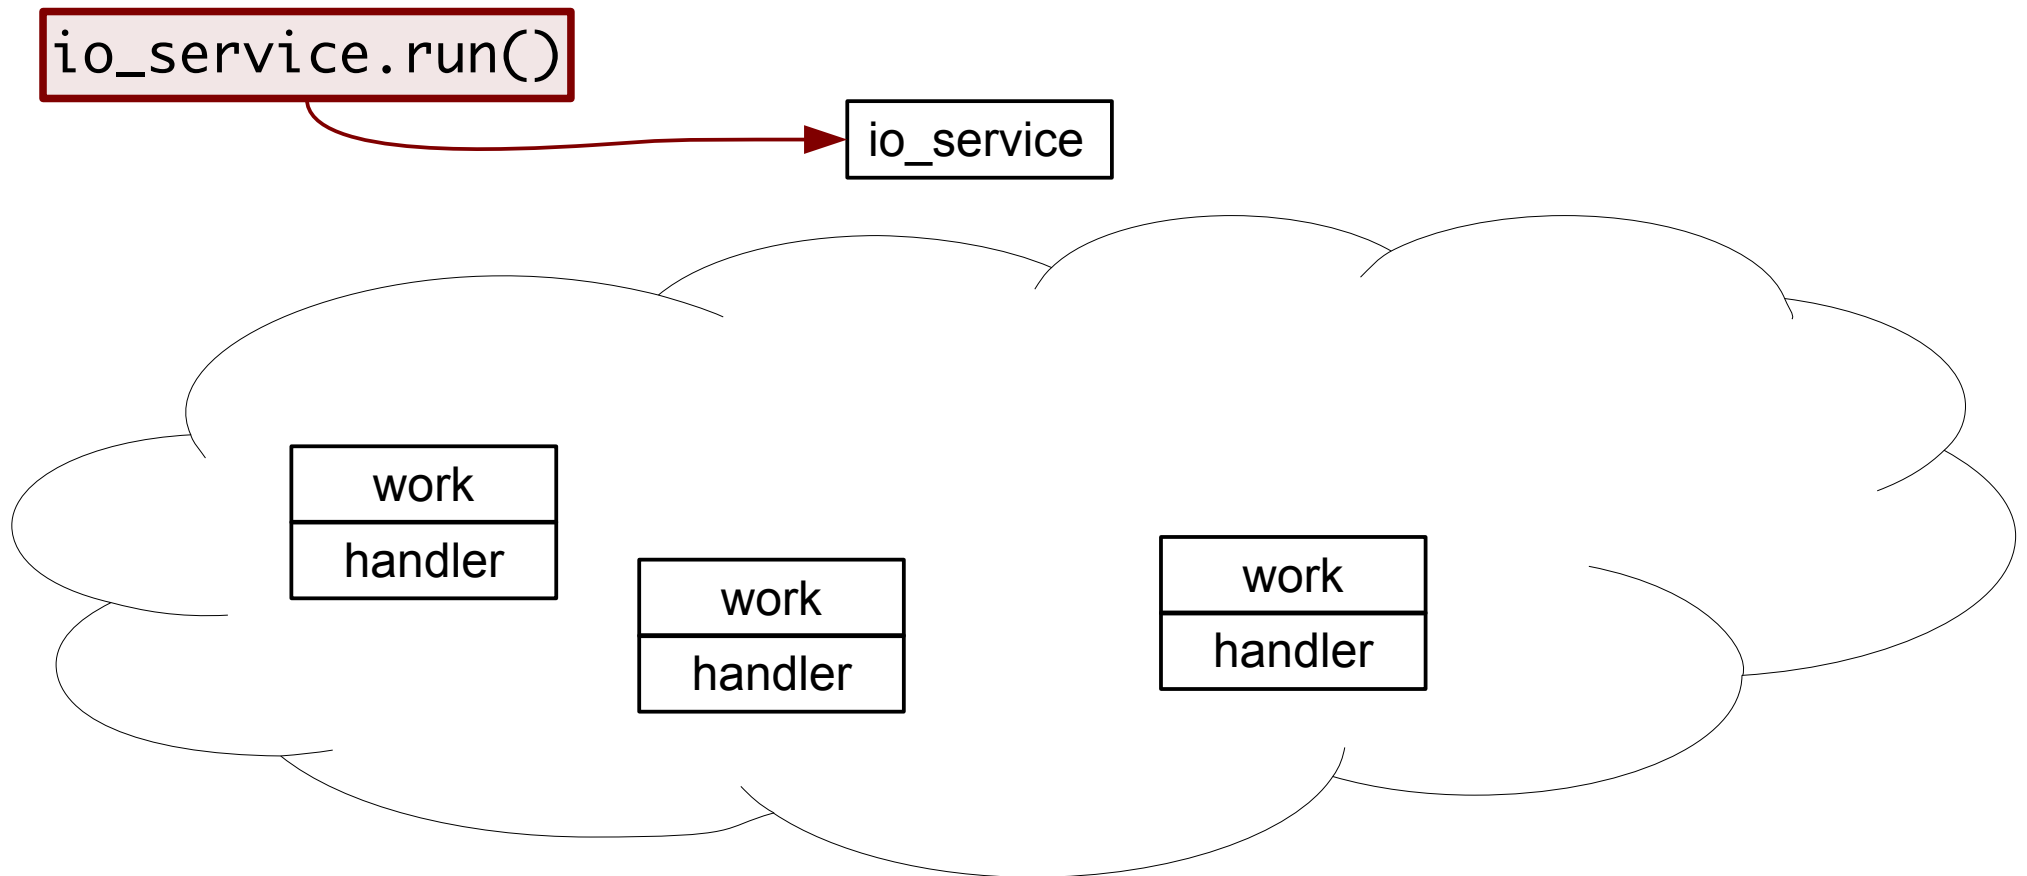 io_service.run()
io_service
work
handler
work
handler
work
handler